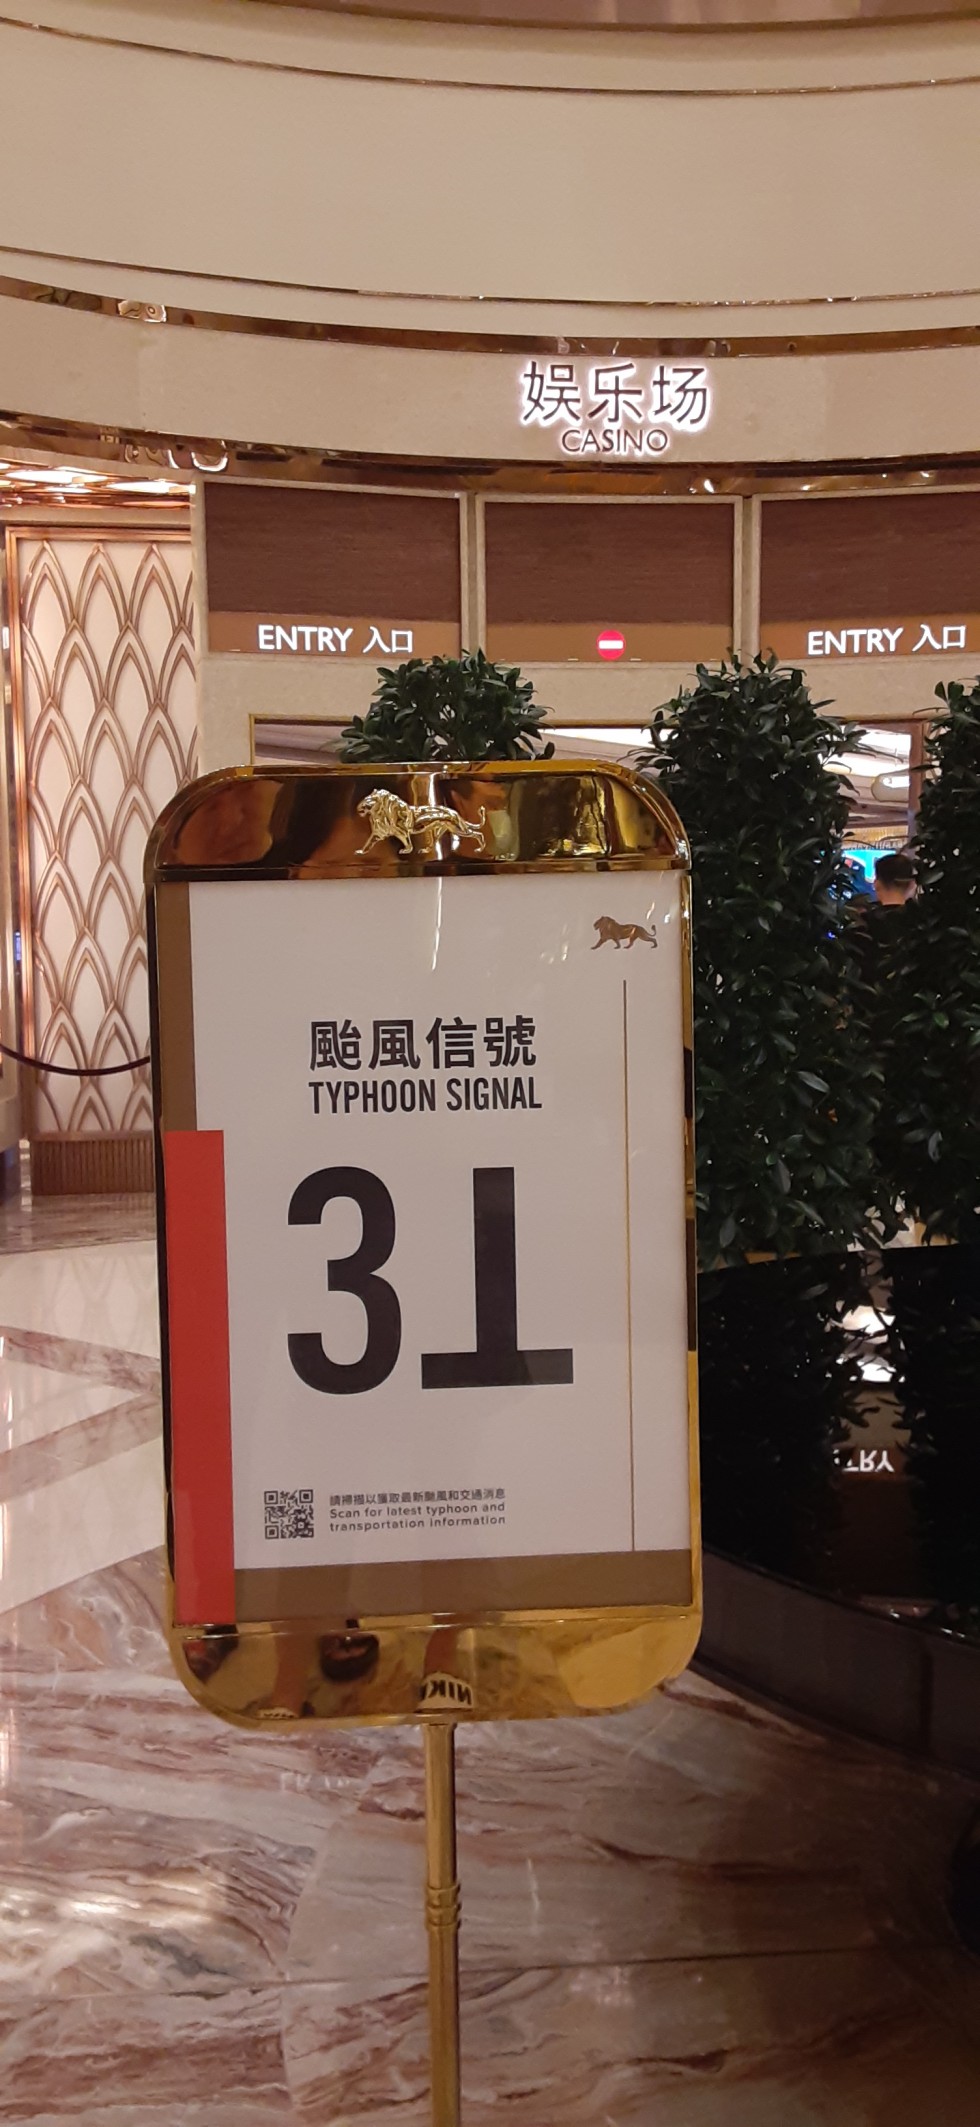 娱乐场
CASINO
ENTRY 入口
ENTRY 入口
颱風信號
TYPHOON SIGNAL
3⊥
請掃描以獲取最新颱風和交通消息
Scan for latest typhoon and
transportation information